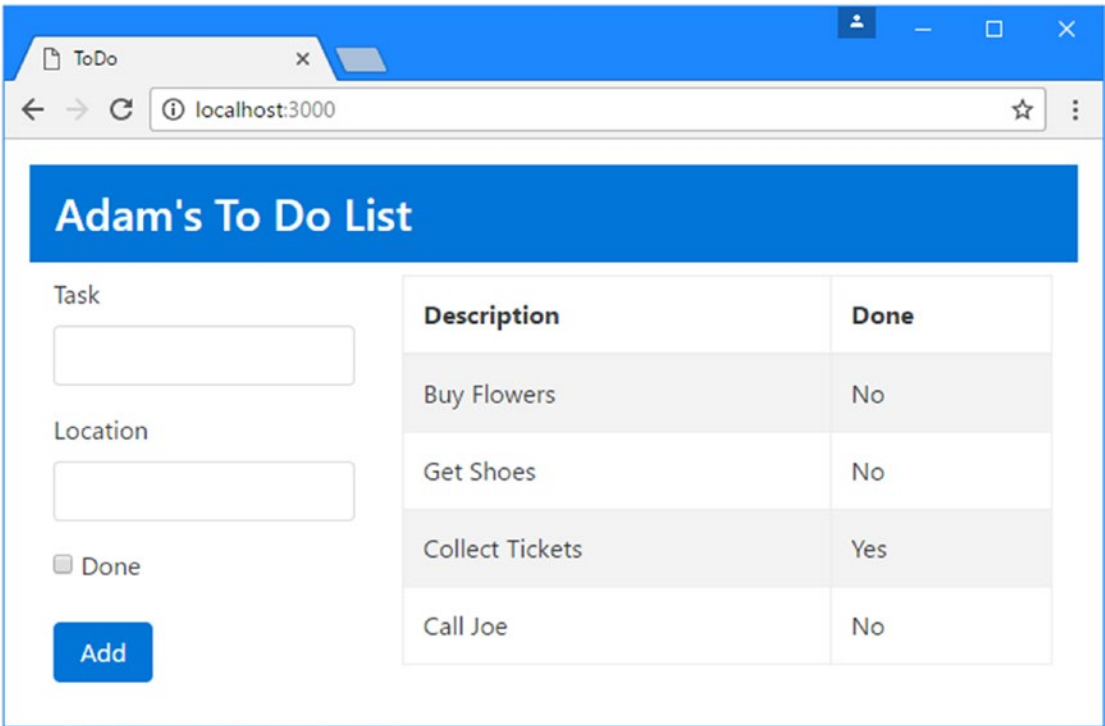 ToDo
localhost:3000
Adam's To Do List
Task
Location
Done
Add
Description Done
Buy Flowers No
Get Shoes No
Collect Tickets Yes
Call Joe No